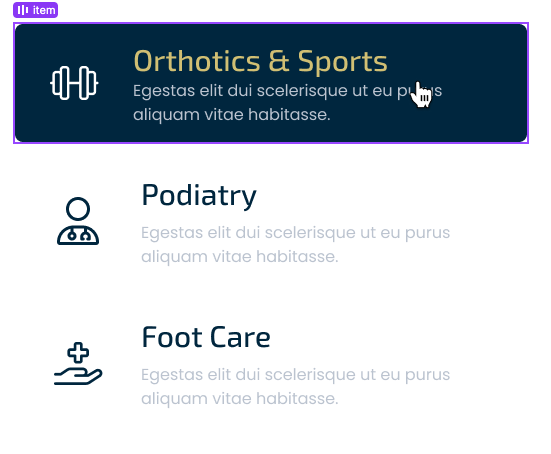 item
Orthotics & Sports
Egestas elit dui scelerisque ut eu purus
aliquam vitae habitasse.
Podiatry
Egestas elit dui scelerisque ut eu purus
aliquam vitae habitasse.
Foot Care
Egestas elit dui scelerisque ut eu purus
aliquam vitae habitasse.